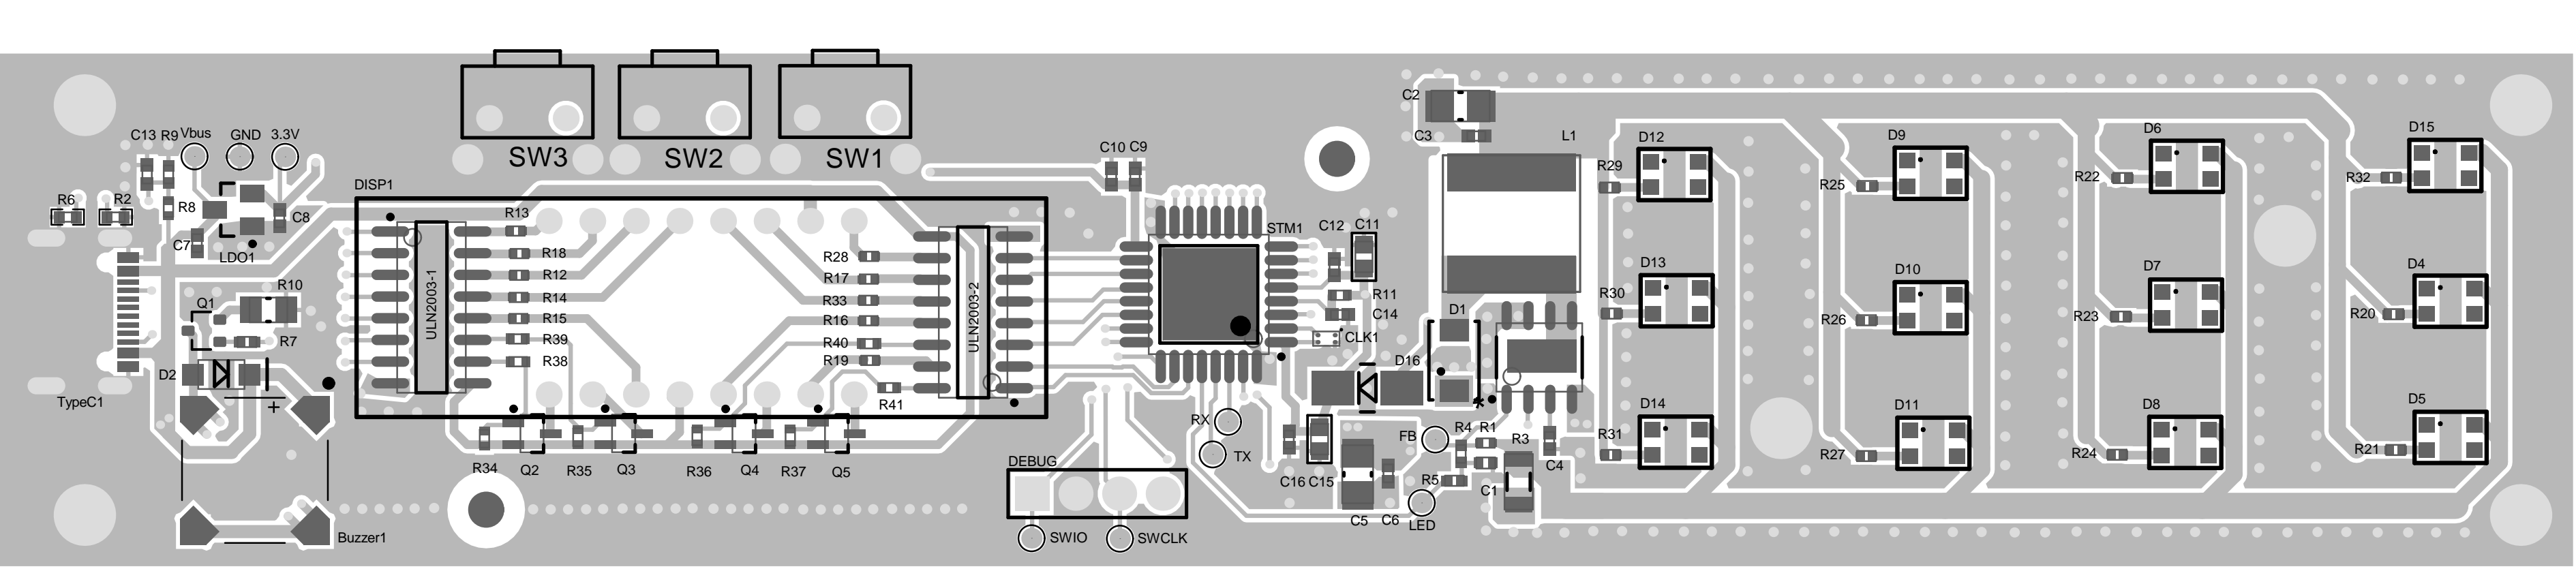 SW3 SW2 SW1
C13 R9 Vbus GND 3.3V
R6 R2 R8 C8
C7 LDO1
R10
Q1
R7
D2
+
TypeC1
Buzzer1
DISP1
ULN2003-1
R13
R18
R12
R14
R15
R39
R38
R28
R17
R33
R16
R40
R19
R41
ULN2003-2
R34 Q2 R35 Q3 R36 Q4 R37 Q5
C10 C9
STM1
C12 C11
R11
C14
CLK1
D16
D1
*
RX
TX
DEBUG
SWIO SWCLK
C16 C15
C5 C6
FB
R4 R1
R3
R5
LED
C1
C4
C2
C3
L1
D12 D9 D6 D15
R29 R25 R22 R32
D13 D10 D7 D4
R30 R26 R23 R20
D14 D11 D8 D5
R31 R27 R24 R21